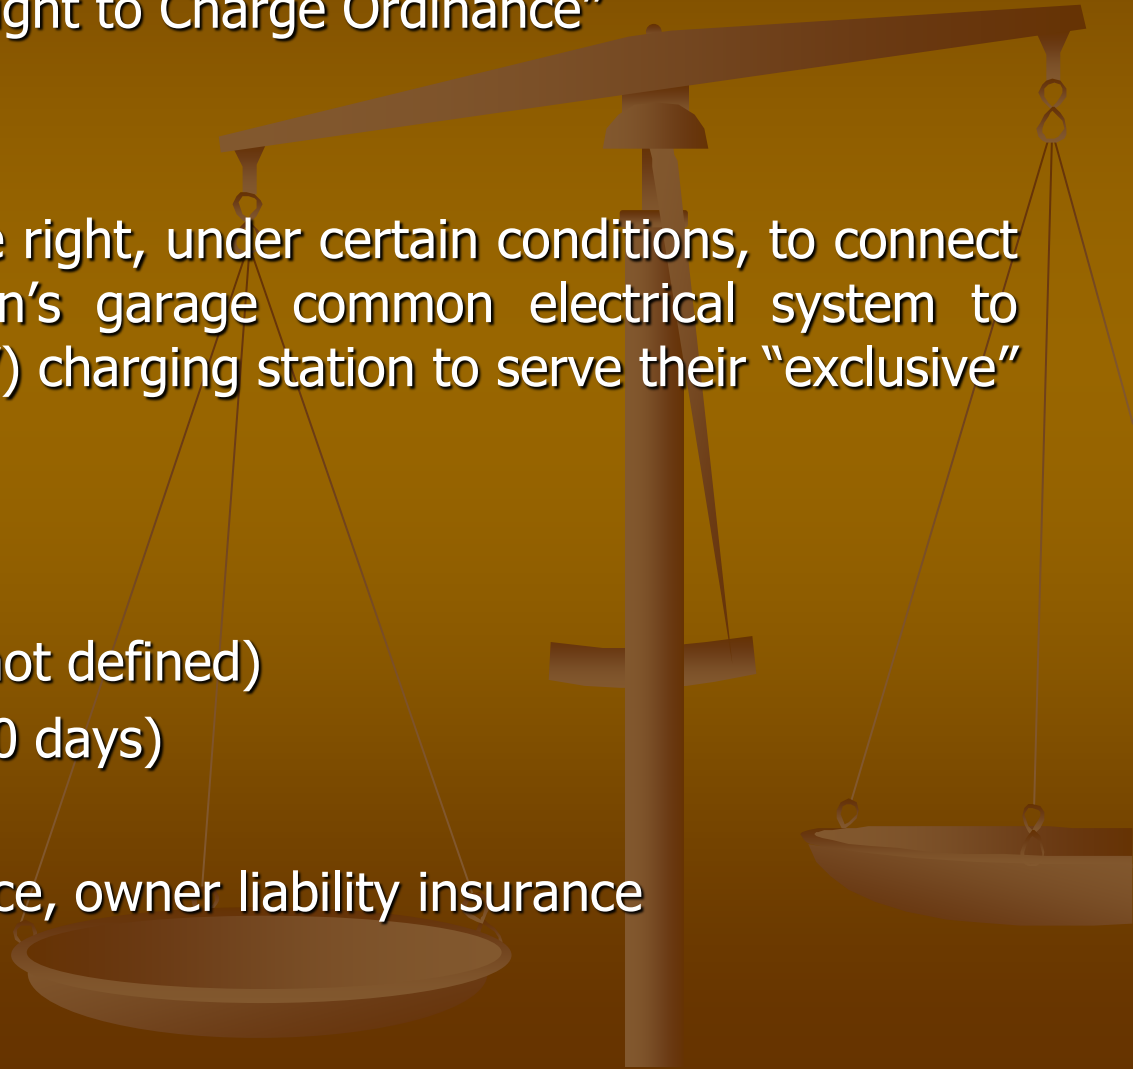 ght to Charge Ordinance”
right, under certain conditions, to connect
n’s garage common electrical system to
) charging station to serve their “exclusive”
not defined)
0 days)
ce, owner liability insurance